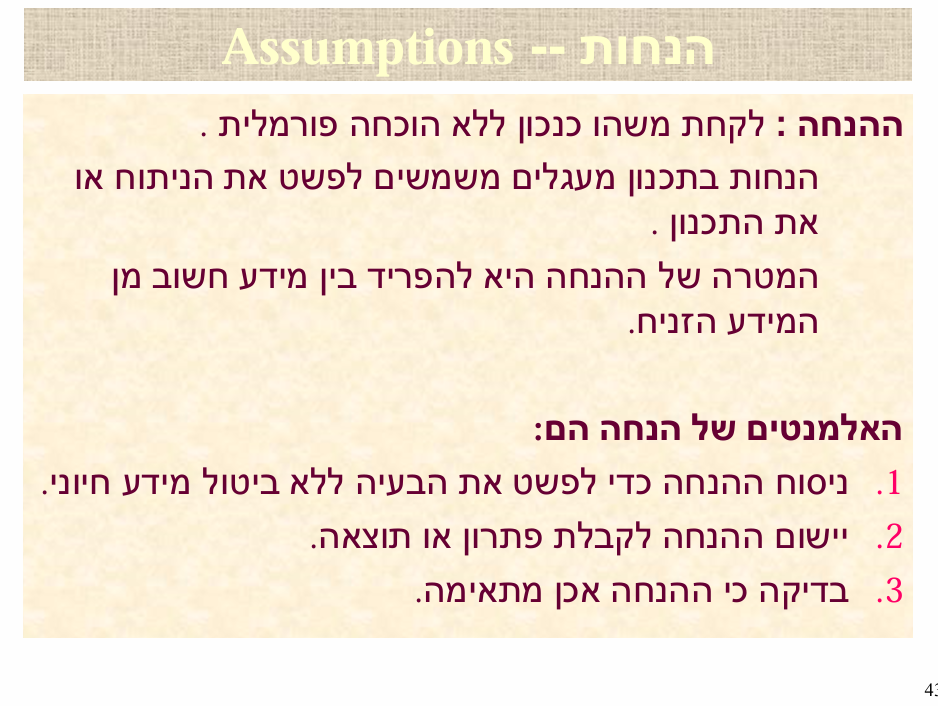 הנחות -- Assumptions
ההנחה : לקחת משהו כנכון ללא הוכחה פורמלית .
הנחות בתכנון מעגלים משמשים לפשט את הניתוח או
את התכנון .
המטרה של ההנחה היא להפריד בין מידע חשוב מן
המידע הזניח.
האלמנטים של הנחה הם:
1. ניסוח ההנחה כדי לפשט את הבעיה ללא ביטול מידע חיוני.
2. יישום ההנחה לקבלת פתרון או תוצאה.
3. בדיקה כי ההנחה אכן מתאימה.
43